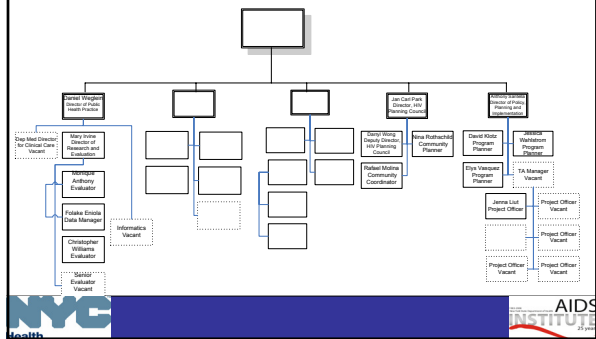 Daniel Weglein
Director of Public
Health Practice
Jan Carl Park
Director, HIV
Planning Council
Anthony Santella
Director of Policy,
Planning and
Implementation
Dep Med Director
for Clinical Care
Vacant
Mary Irvine
Director of
Research and
Evaluation
Monique
Anthony
Evaluator
Folake Eniola
Data Manager
Christopher
Williams
Evaluator
Senior
Evaluator
Vacant
Informatics
Vacant
Danyi Wong
Deputy Director,
HIV Planning
Council
Nina Rothschild
Community
Planner
Rafael Molina
Community
Coordinator
David Klotz
Program
Planner
Jessica
Wahlstrom
Program
Planner
Elys Vasquez
Program
Planner
TA Manager
Vacant
Jenna Liut
Project Officer
Project Officer
Vacant
Project Officer
Vacant
Project Officer
Vacant
Project Officer
Vacant
NYC
Health
AIDS
INSTITUTE
25 years